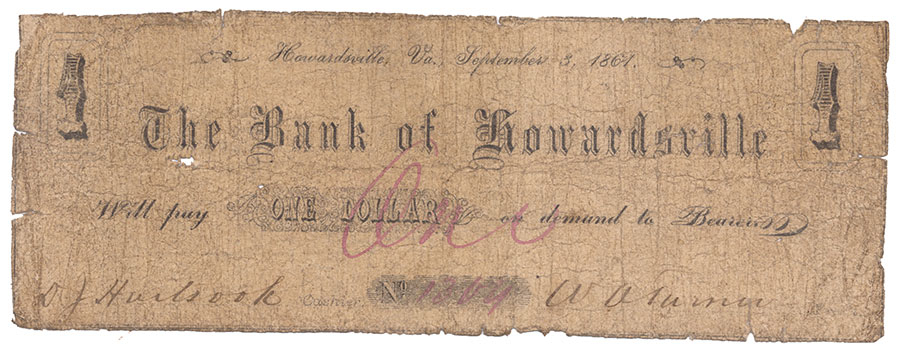 Howardsville, Va., September 3, 1861.
1 1
The Bank of Howardsville
Will pay ONE DOLLAR on demand to Bearer
One
Cashier. No.